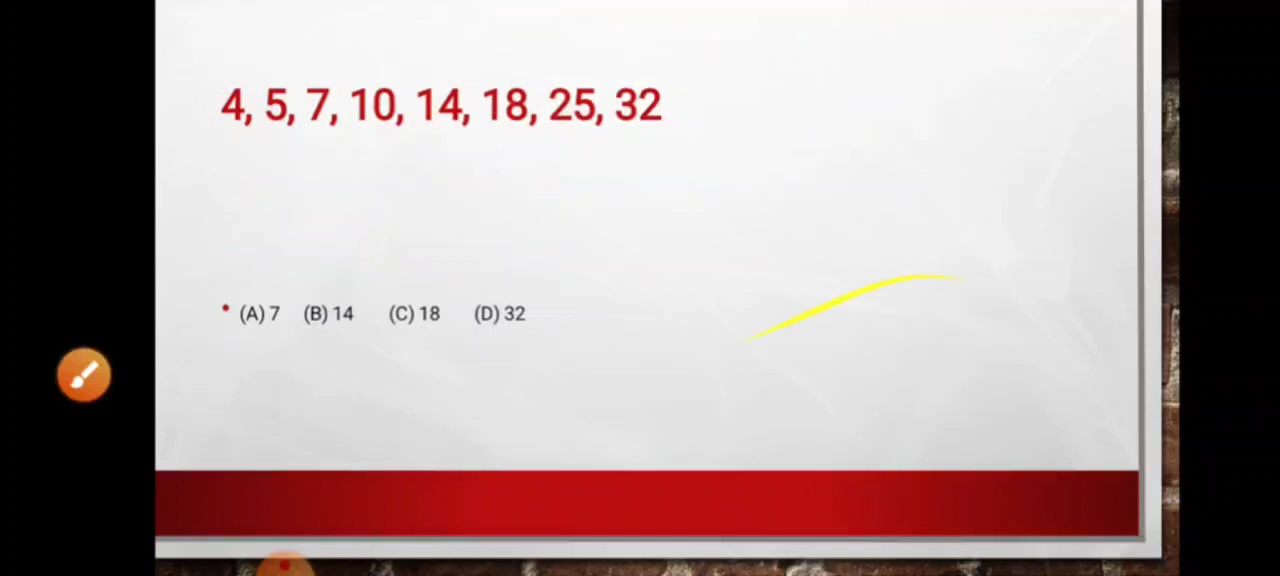 4, 5, 7, 10, 14, 18, 25, 32
• (A) 7 (B) 14 (C) 18 (D) 32